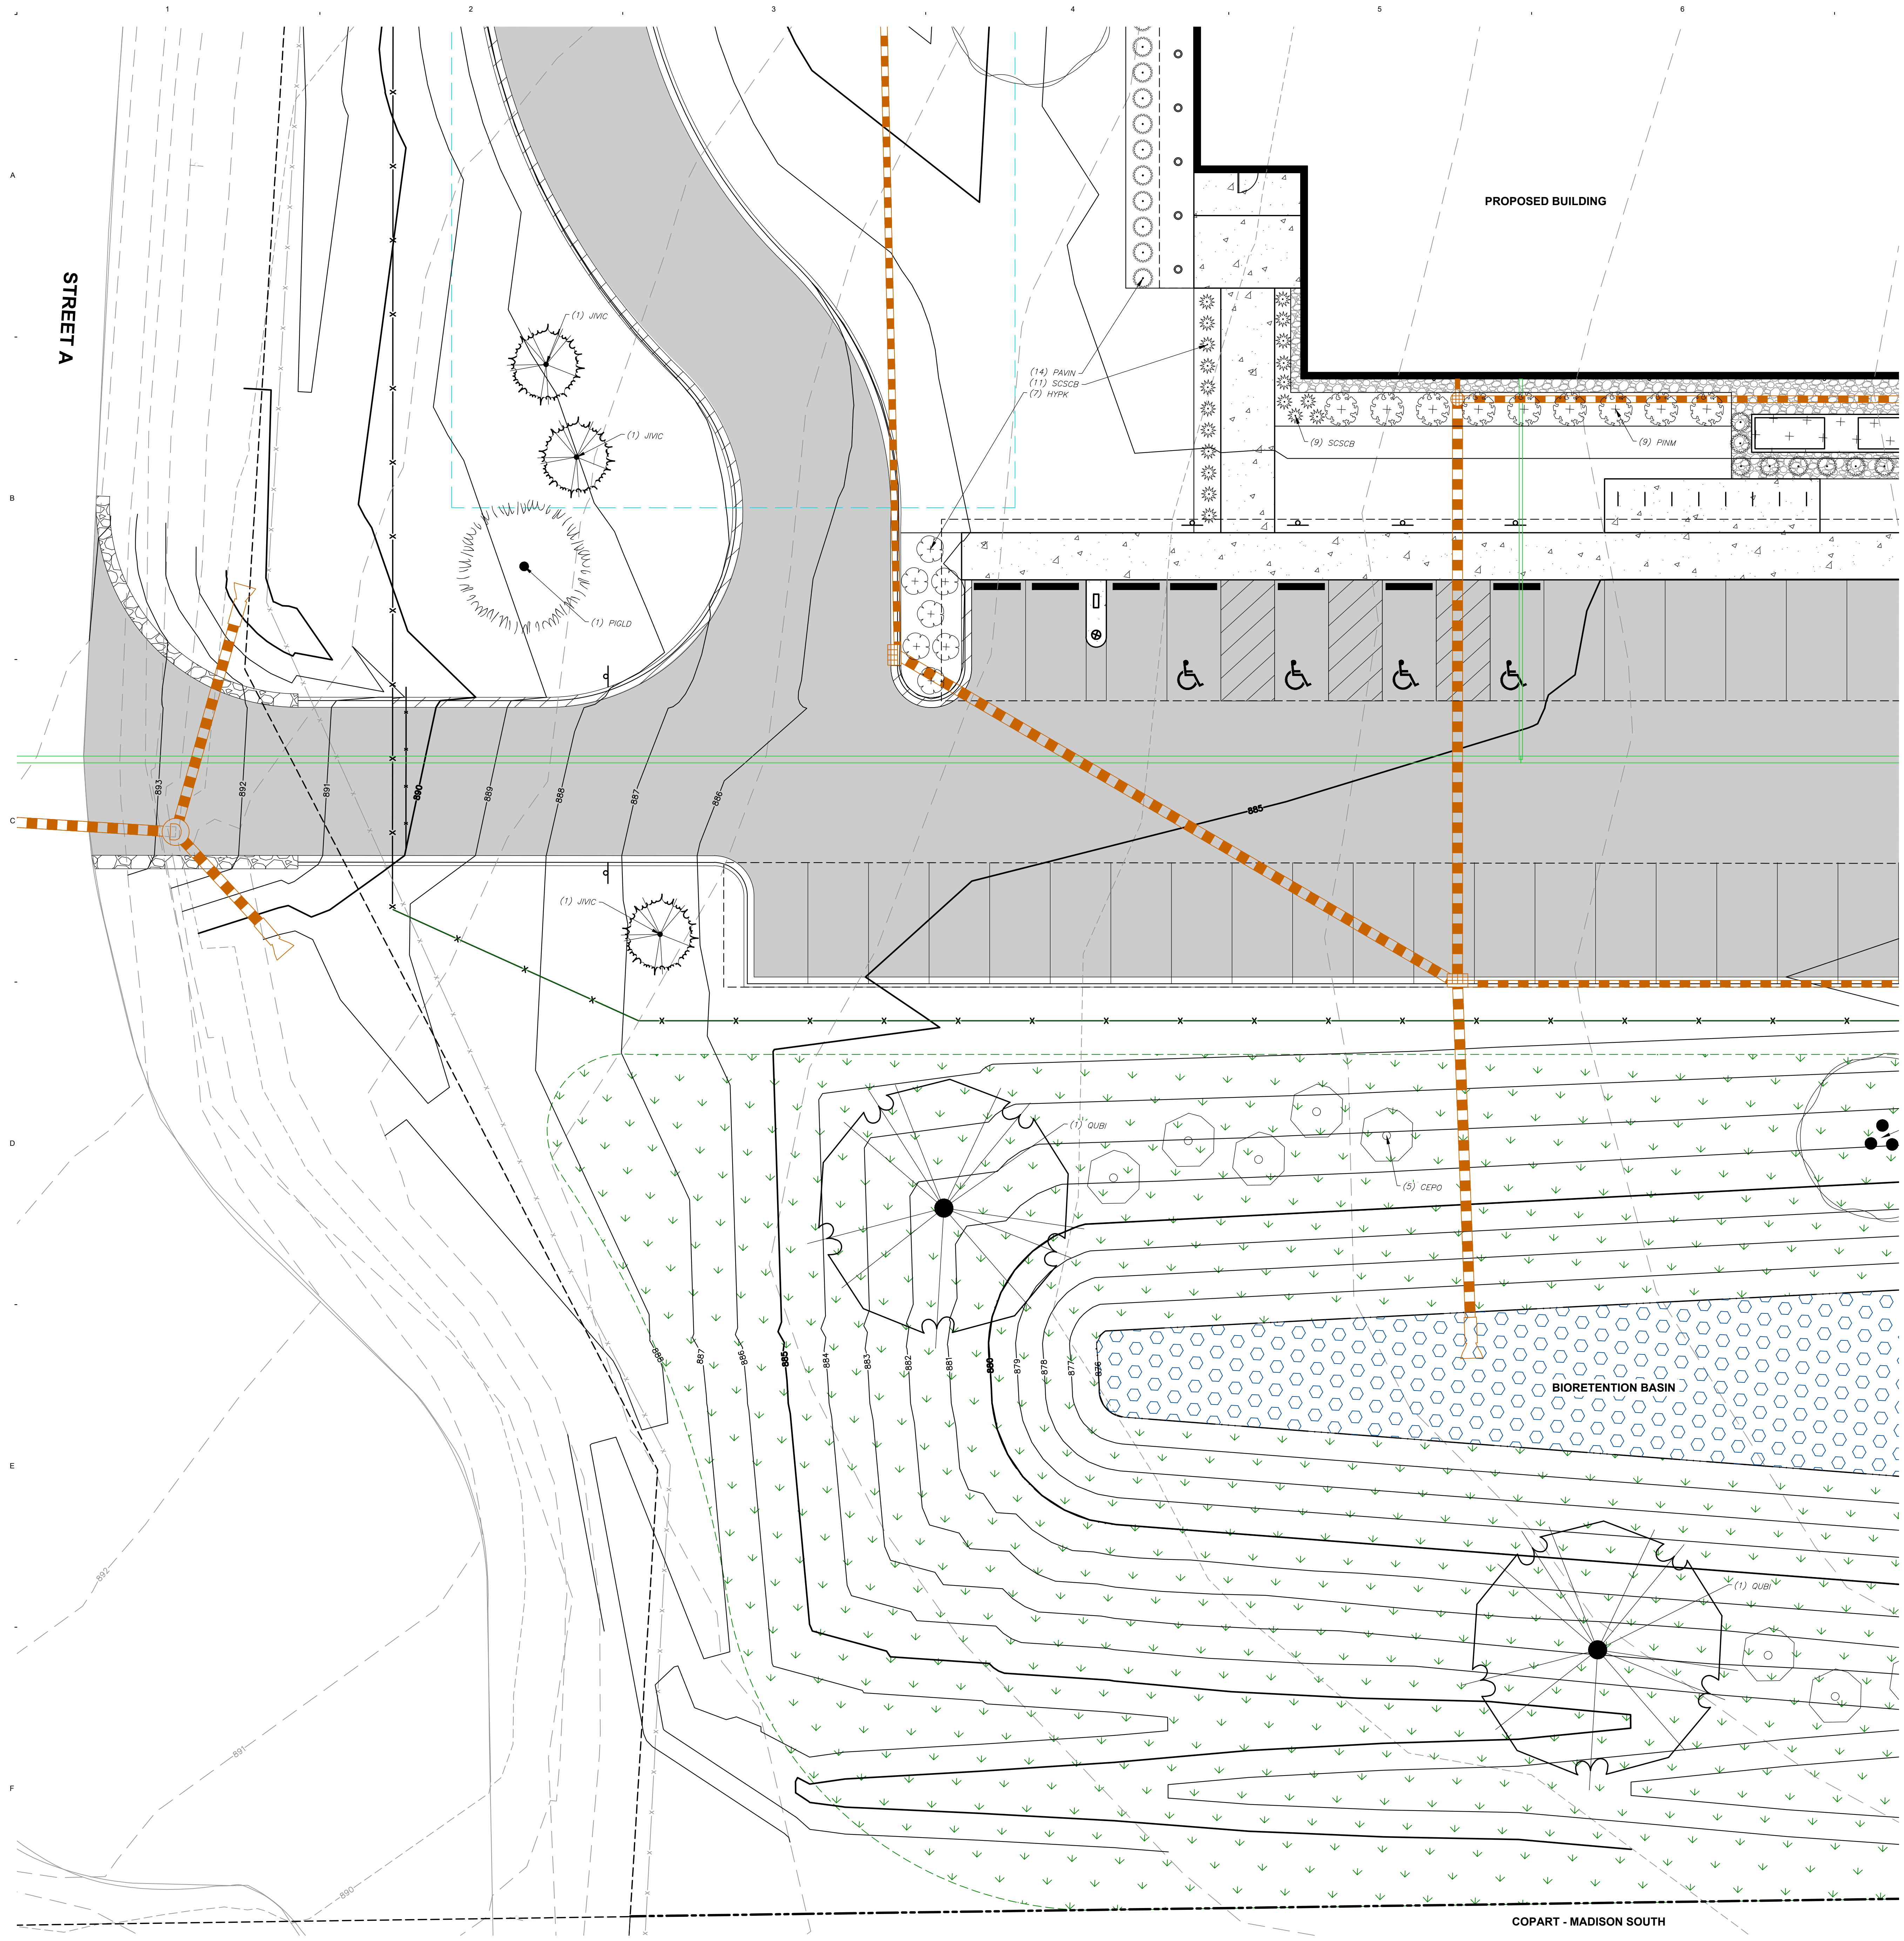 1 2 3 4 5 6
A
PROPOSED BUILDING
STREET A
(1) JIVIC
(14) PAVIN
(11) SCSCB
(7) HYPK
(1) JIVIC
(9) SCSCB
(9) PINM
B
(1) PIGLD
893
892
891
890
889
888
887
886
885
C
(1) JIVIC
D
(1) QUBI
(5) CEPO
888
887
886
885
884
883
882
881
880
879
878
877
876
BIORETENTION BASIN
E
892
(1) QUBI
891
F
890
COPART - MADISON SOUTH